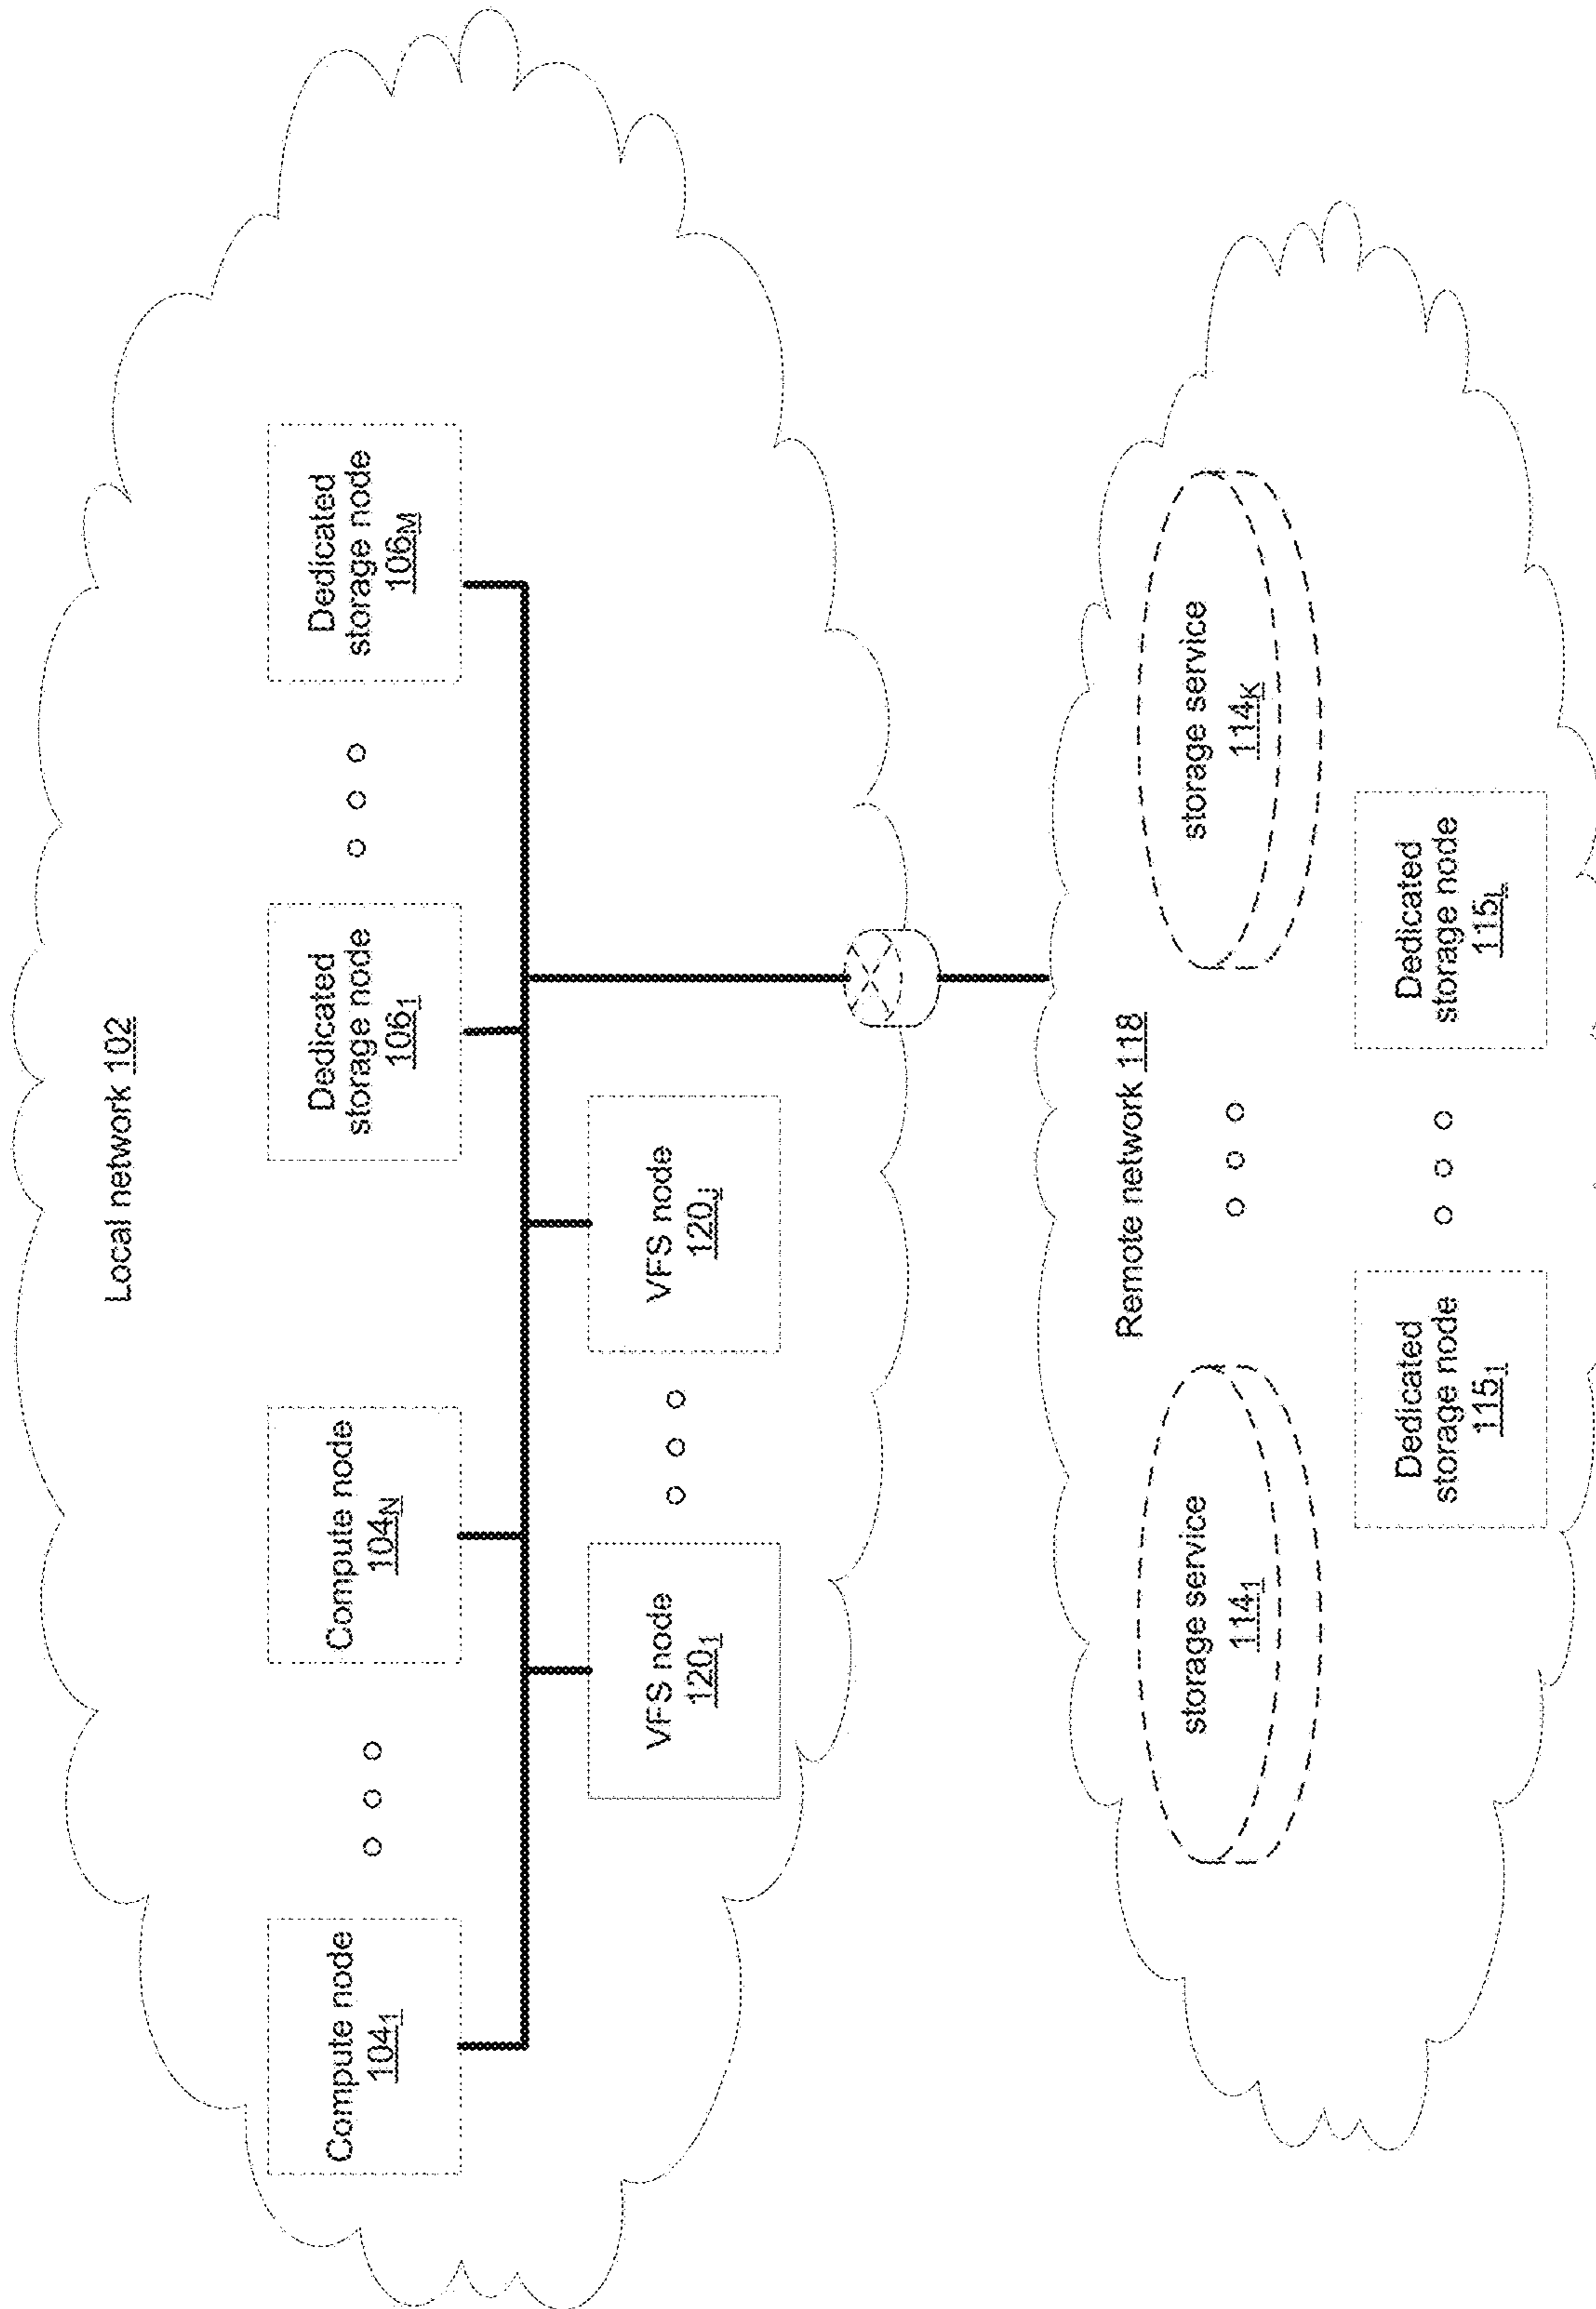 Local network 102
Compute node
104₁
Compute node
104N
Dedicated
storage node
106₁
Dedicated
storage node
106M
VFS node
120₁
VFS node
120J
Remote network 118
storage service
114₁
storage service
114K
Dedicated
storage node
115₁
Dedicated
storage node
115L